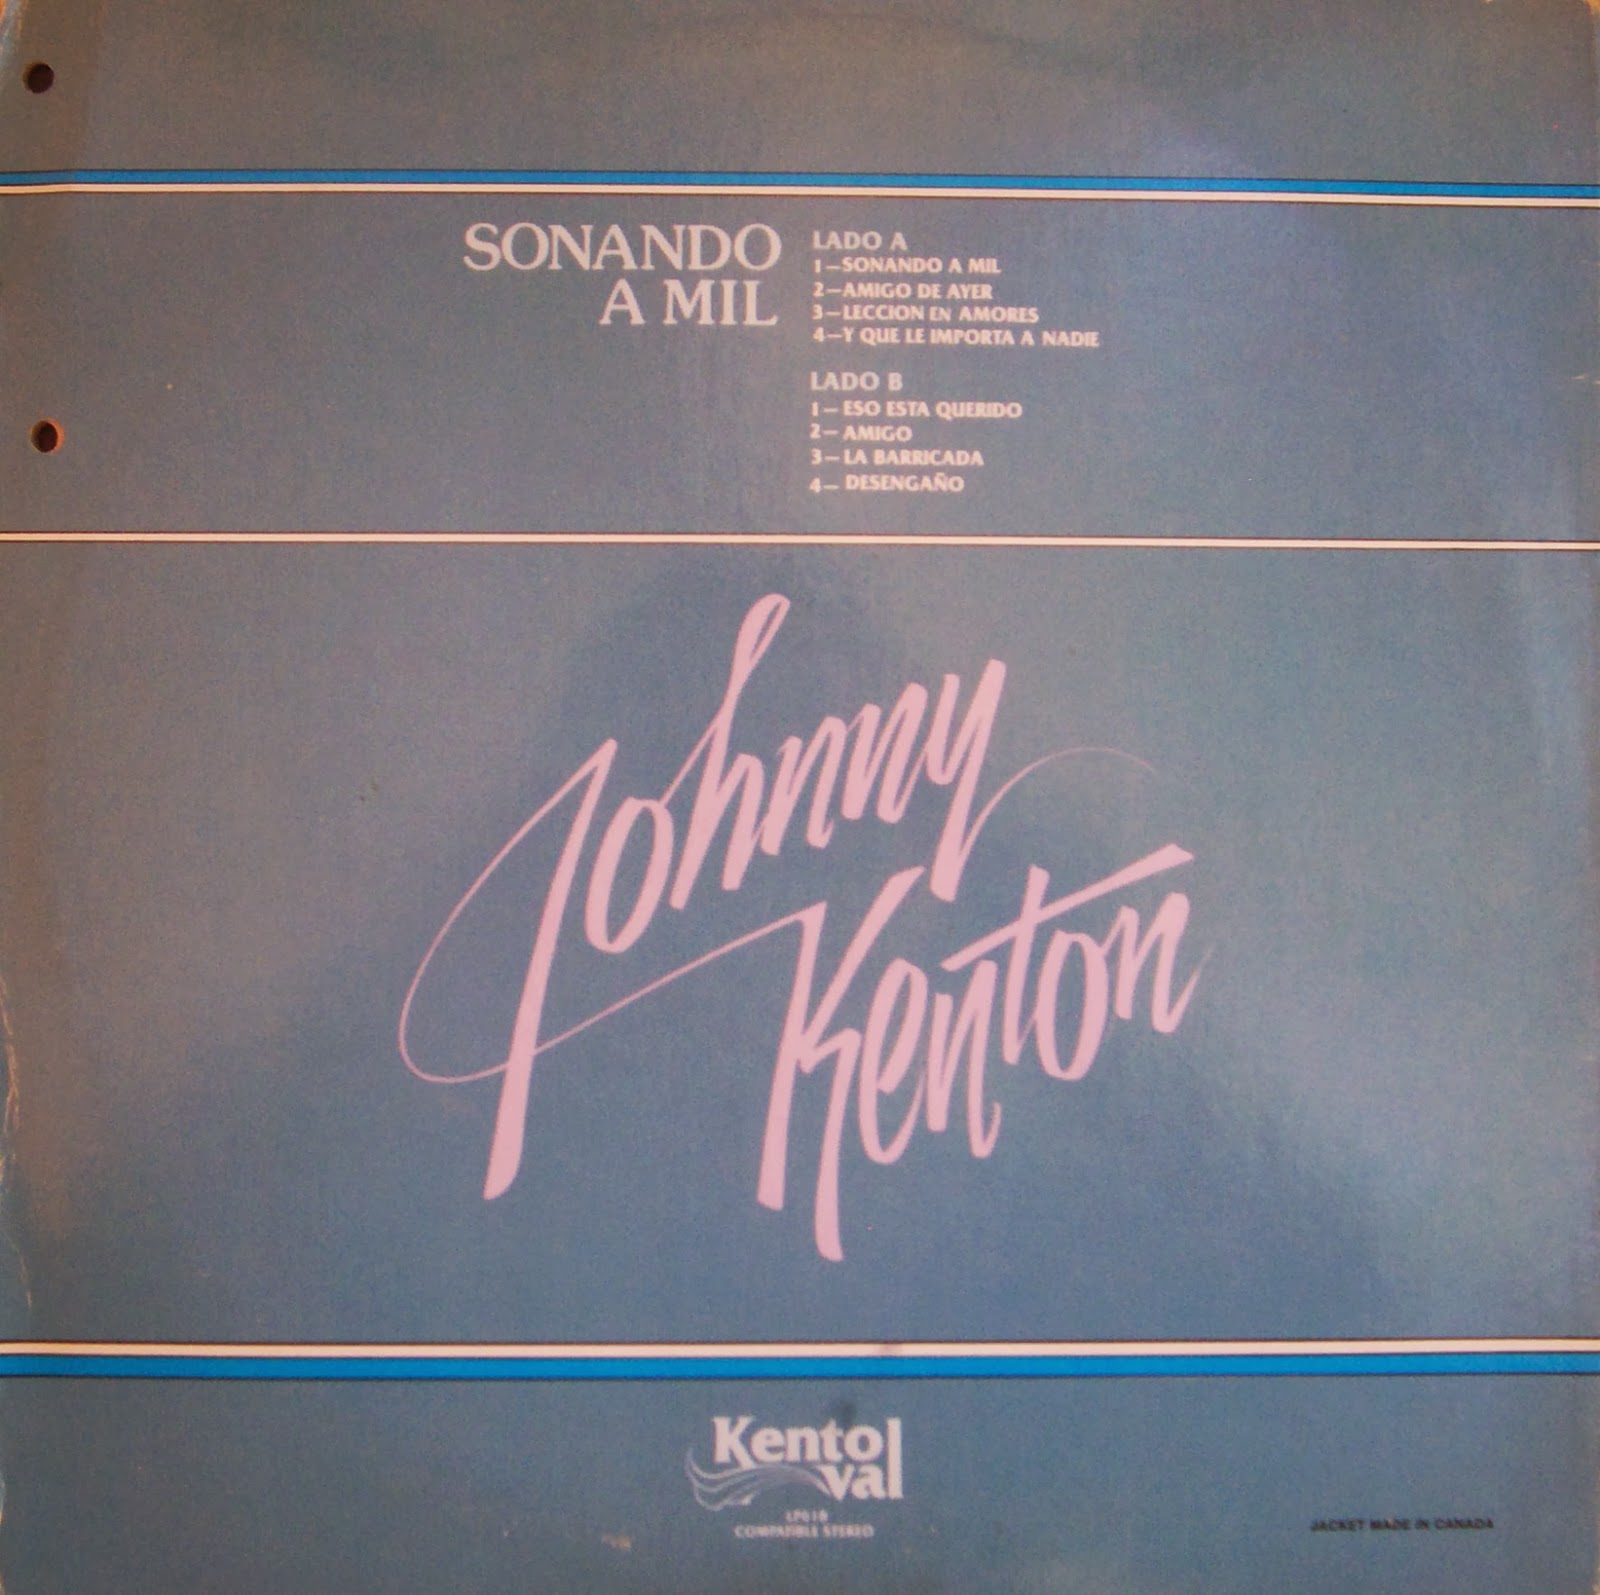 SONANDO
A MIL
LADO A
1-SONANDO A MIL
2-AMIGO DE AYER
3-LECCION EN AMORES
4-Y QUE LE IMPORTA A NADIE
LADO B
1- ESO ESTA QUERIDO
2- AMIGO
3- LA BARRICADA
4- DESENGAÑO
Johnny
Kenton
Kento
val
COMPATIBLE STEREO
JACKET MADE IN CANADA